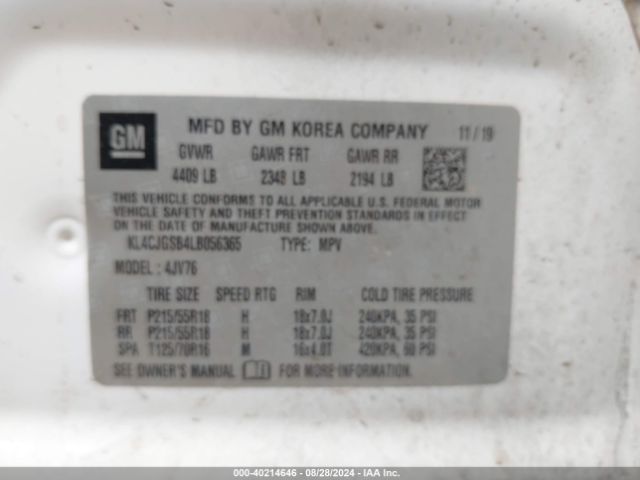 GM MFD BY GM KOREA COMPANY 11/19
GVWR GAWR FRT GAWR RR
4409 LB 2348 LB 2194 LB
THIS VEHICLE CONFORMS TO ALL APPLICABLE U.S. FEDERAL MOTOR
VEHICLE SAFETY AND THEFT PREVENTION STANDARDS IN EFFECT
ON THE DATE OF MANUFACTURE SHOWN ABOVE.
KL4CJGSB4LB056365 TYPE: MPV
MODEL: 4JV76
TIRE SIZE SPEED RTG RIM COLD TIRE PRESSURE
FRT P215/55R18 H 18x7.0J 240KPA, 35 PSI
RR P215/55R18 H 18x7.0J 240KPA, 35 PSI
SPA T125/70R16 M 16x4.0T 420KPA, 60 PSI
SEE OWNER'S MANUAL FOR MORE INFORMATION.
000-40214646 - 08/28/2024 - IAAI.com